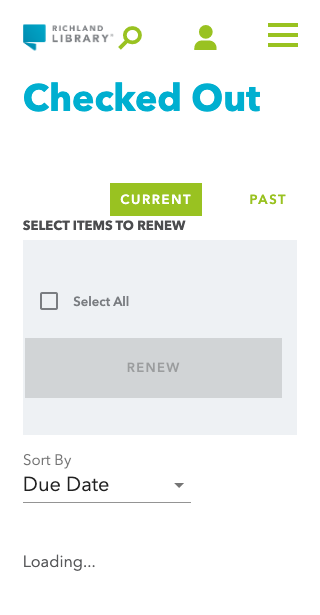 RICHLAND
LIBRARY®
Checked Out
CURRENT
PAST
SELECT ITEMS TO RENEW
Select All
RENEW
Sort By
Due Date
Loading...